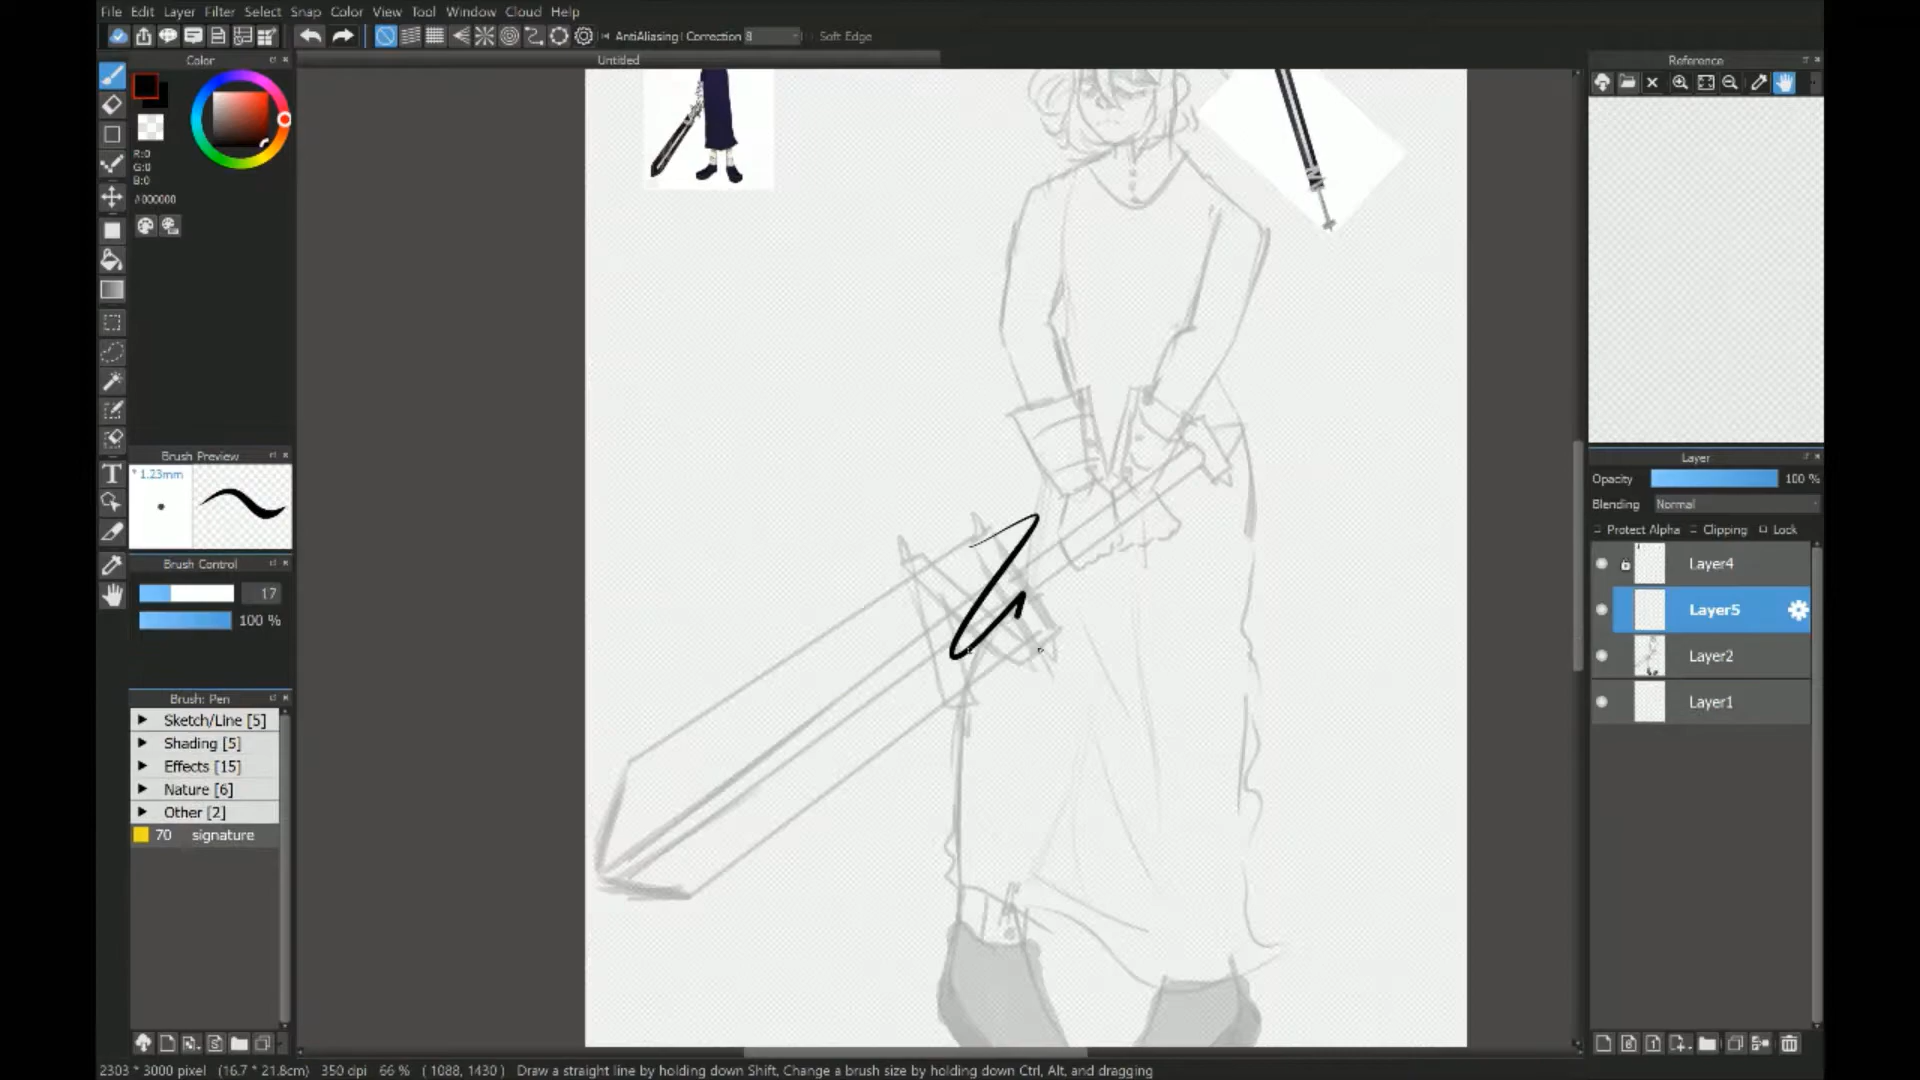 File Edit Layer Filter Select Snap Color View Tool Window Cloud Help
AntiAliasing Correction 8 Soft Edge
Color
Untitled
Reference
R:0
G:0
B:0
#000000
Brush Preview
* 1.23mm
Brush Control
17
100 %
Brush: Pen
Sketch/Line [5]
Shading [5]
Effects [15]
Nature [6]
Other [2]
70 signature
Layer
Opacity 100 %
Blending Normal
Protect Alpha Clipping Lock
Layer4
Layer5
Layer2
Layer1
2303 * 3000 pixel (16.7 * 21.8cm) 350 dpi 66 % ( 1088, 1430 ) Draw a straight line by holding down Shift, Change a brush size by holding down Ctrl, Alt, and dragging